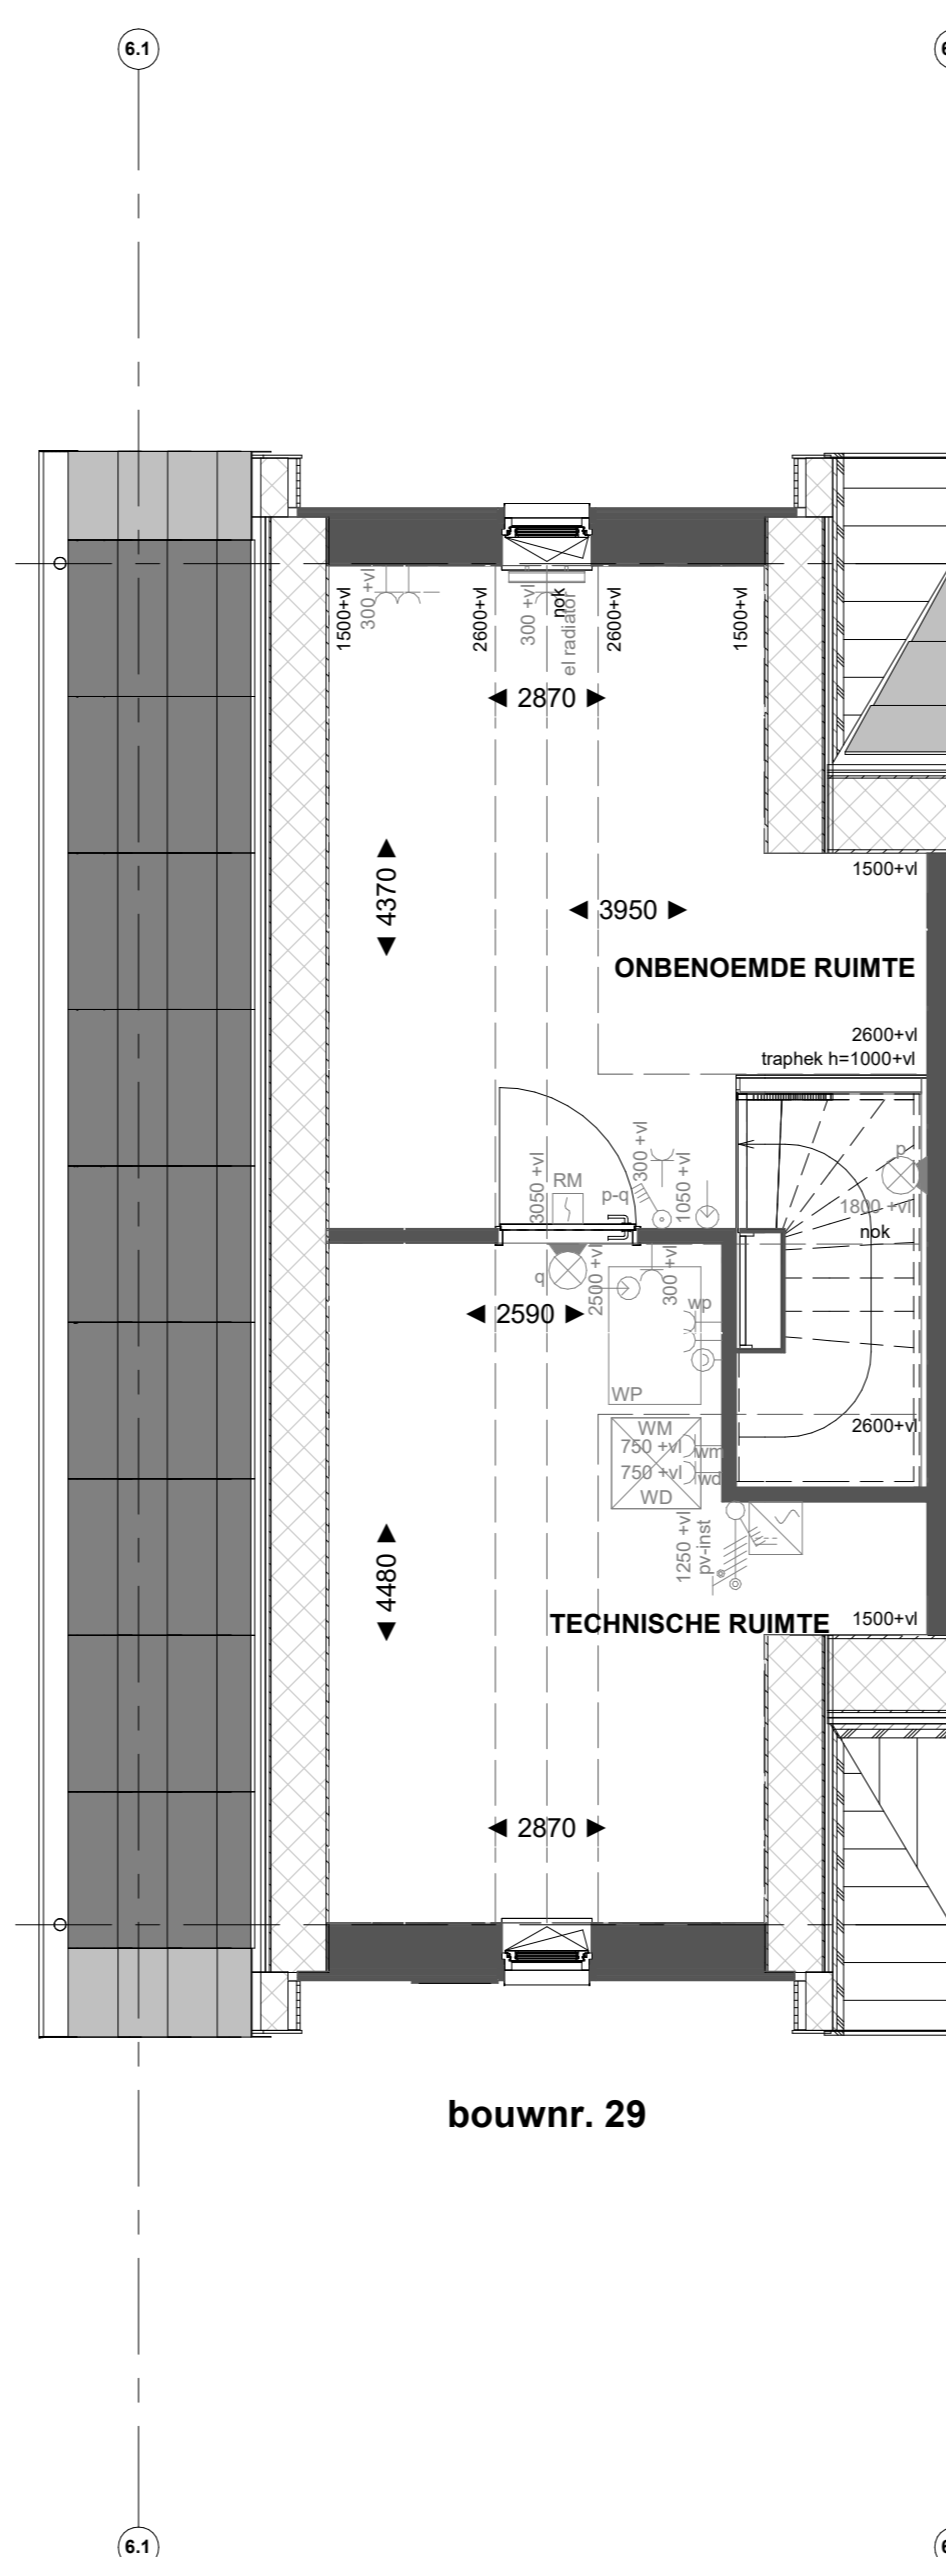 6.1
6
1500+vl
300 +vl
2600+vl
300 +vl
nok
el radiator
2600+vl
1500+vl
◄ 2870 ►
◄ 4370 ►
1500+vl
◄ 3950 ►
ONBENOEMDE RUIMTE
2600+vl
traphek h=1000+vl
3050 +vl
RM
p-q
300 +vl
1050 +vl
p
1800 +vl
nok
q
2500 +vl
300 +vl
wp
◄ 2590 ►
WP
WM
750 +vl
wm
750 +vl
wd
WD
2600+vl
1250 +vl
pv-inst
◄ 4480 ►
TECHNISCHE RUIMTE
1500+vl
◄ 2870 ►
bouwnr. 29
6.1
6